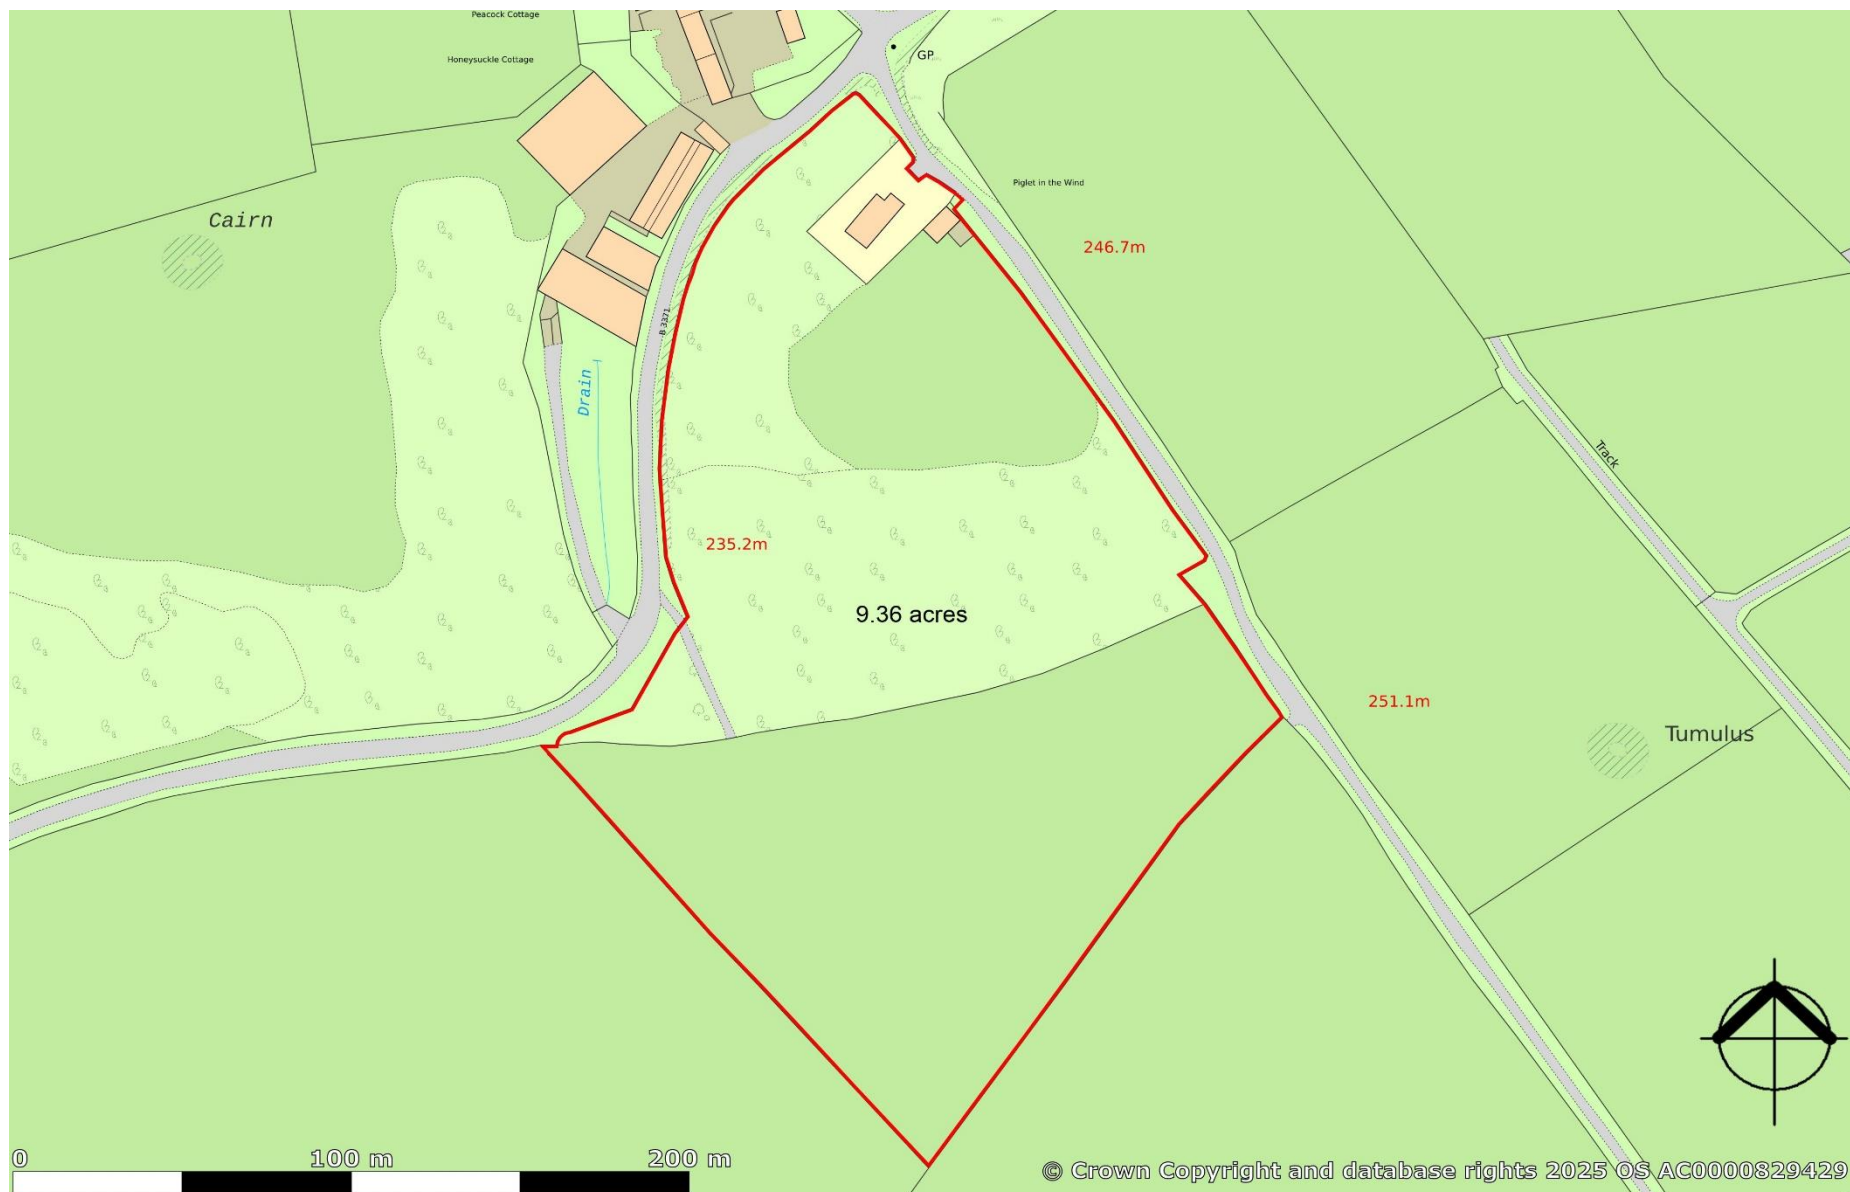 Peacock Cottage
GP
Honeysuckle Cottage
Piglet in the Wind
Cairn
246.7m
B 3371
Drain
Track
235.2m
9.36 acres
251.1m
Tumulus
0 100 m 200 m
© Crown Copyright and database rights 2025 OS AC0000829429